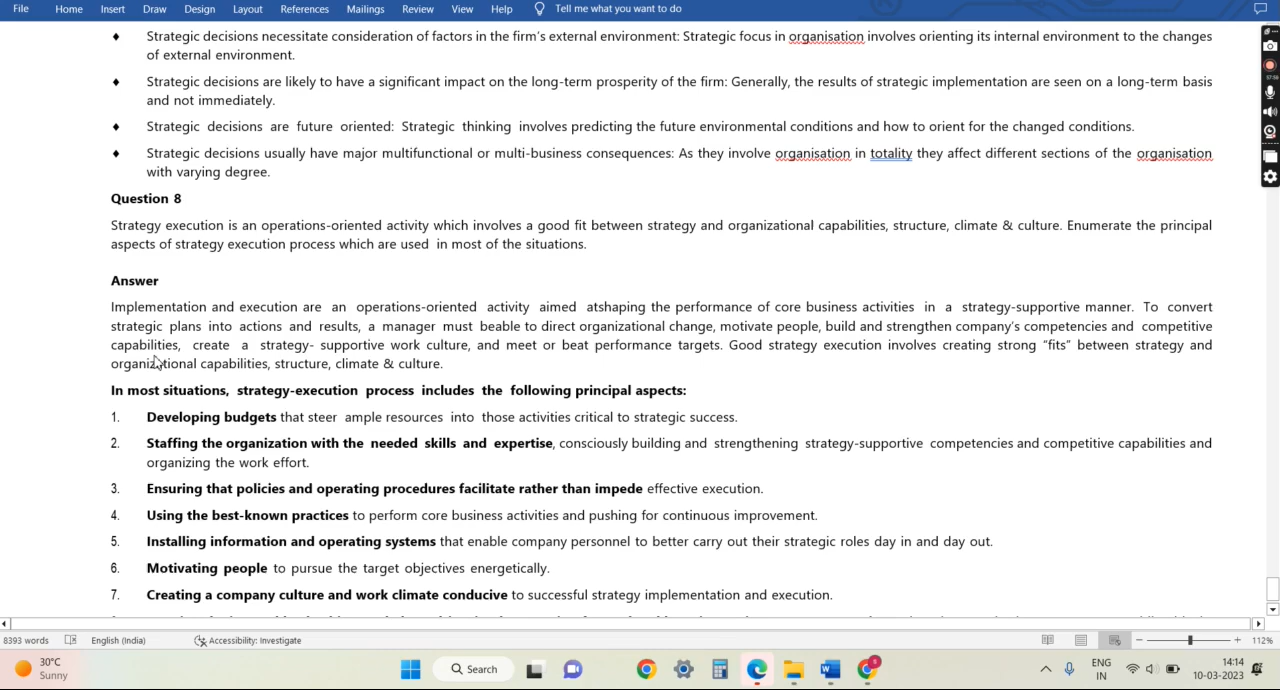 File Home Insert Draw Design Layout References Mailings Review View Help Tell me what you want to do
♦ Strategic decisions necessitate consideration of factors in the firm's external environment: Strategic focus in organisation involves orienting its internal environment to the changes
of external environment.
♦ Strategic decisions are likely to have a significant impact on the long-term prosperity of the firm: Generally, the results of strategic implementation are seen on a long-term basis
and not immediately.
♦ Strategic decisions are future oriented: Strategic thinking involves predicting the future environmental conditions and how to orient for the changed conditions.
♦ Strategic decisions usually have major multifunctional or multi-business consequences: As they involve organisation in totality they affect different sections of the organisation
with varying degree.
Question 8
Strategy execution is an operations-oriented activity which involves a good fit between strategy and organizational capabilities, structure, climate & culture. Enumerate the principal
aspects of strategy execution process which are used in most of the situations.
Answer
Implementation and execution are an operations-oriented activity aimed atshaping the performance of core business activities in a strategy-supportive manner. To convert
strategic plans into actions and results, a manager must beable to direct organizational change, motivate people, build and strengthen company's competencies and competitive
capabilities, create a strategy- supportive work culture, and meet or beat performance targets. Good strategy execution involves creating strong "fits" between strategy and
organizational capabilities, structure, climate & culture.
In most situations, strategy-execution process includes the following principal aspects:
1. Developing budgets that steer ample resources into those activities critical to strategic success.
2. Staffing the organization with the needed skills and expertise, consciously building and strengthening strategy-supportive competencies and competitive capabilities and
organizing the work effort.
3. Ensuring that policies and operating procedures facilitate rather than impede effective execution.
4. Using the best-known practices to perform core business activities and pushing for continuous improvement.
5. Installing information and operating systems that enable company personnel to better carry out their strategic roles day in and day out.
6. Motivating people to pursue the target objectives energetically.
7. Creating a company culture and work climate conducive to successful strategy implementation and execution.
8393 words English (India) Accessibility: Investigate 112%
30°C
Sunny
Search
ENG
IN
14:14
10-03-2023